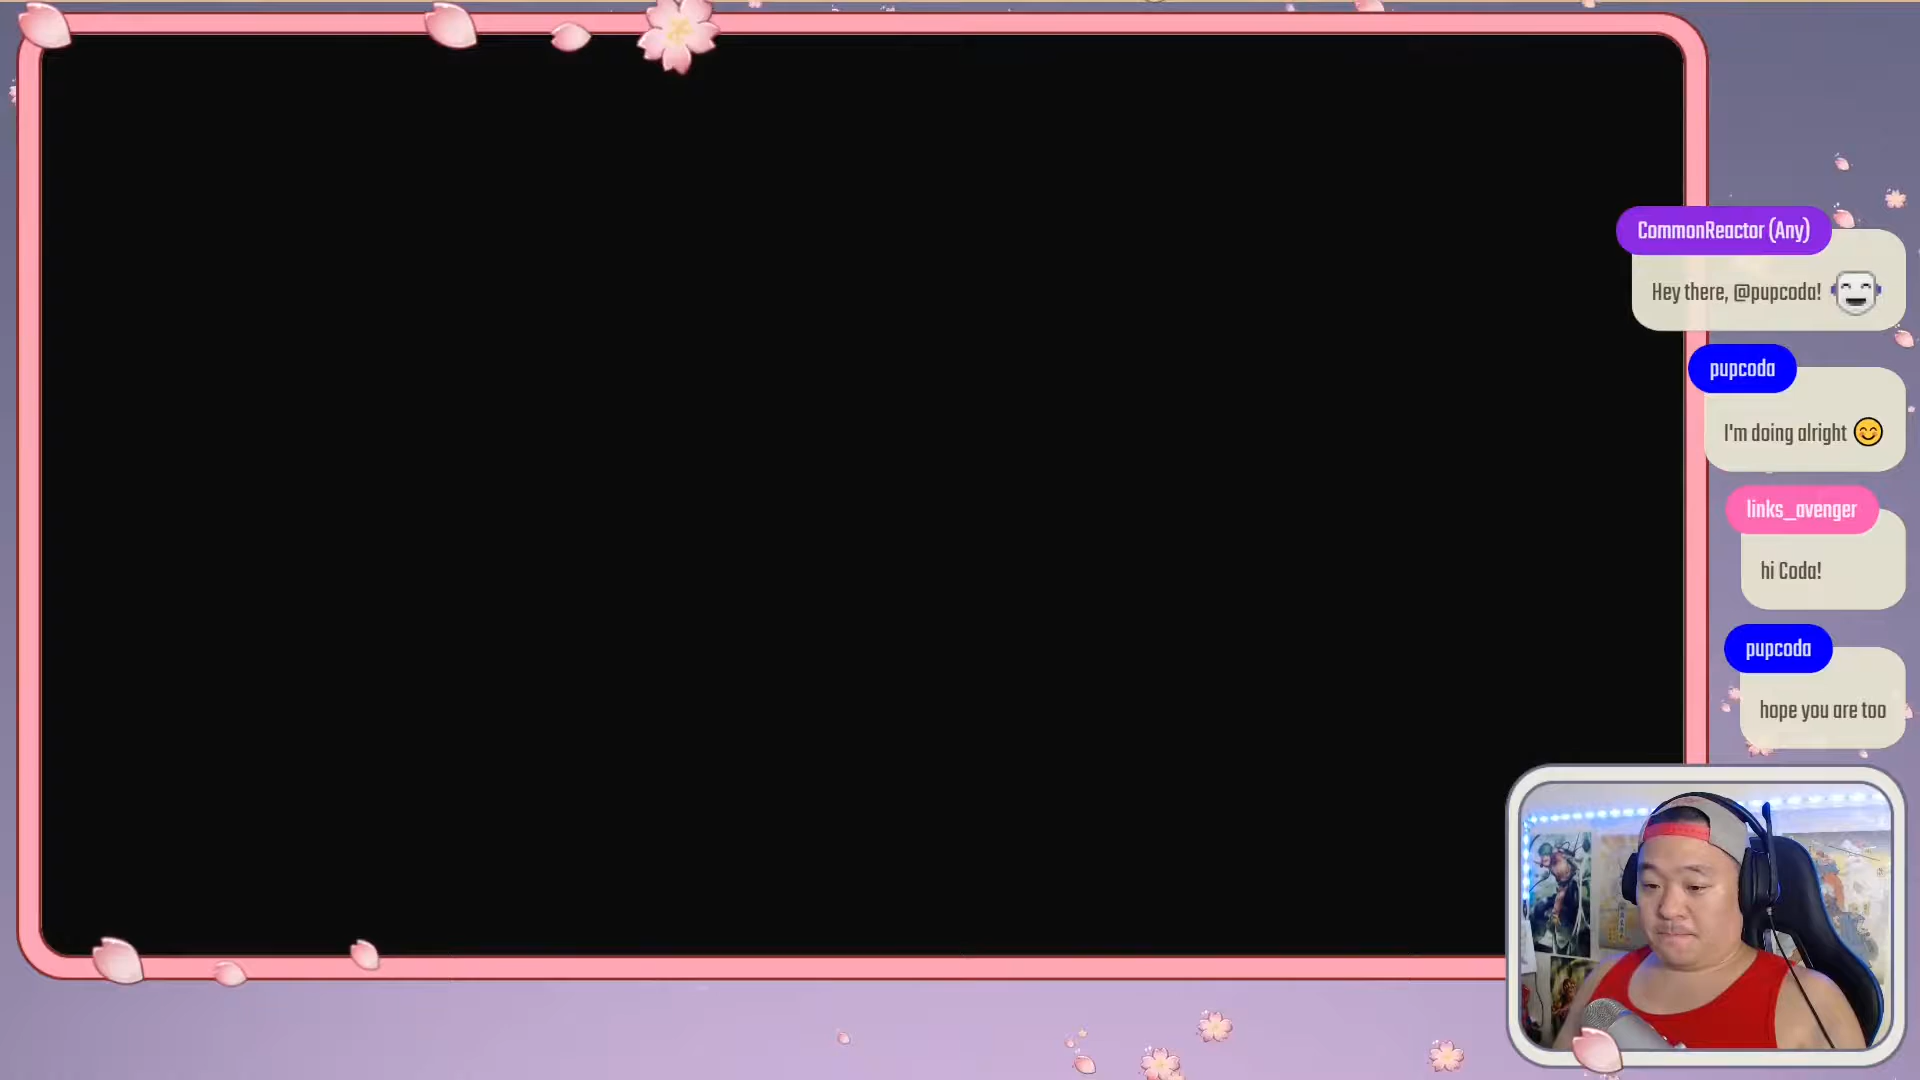 CommonReactor (Any)
Hey there, @pupcoda!
pupcoda
I'm doing alright 😊
links_avenger
hi Coda!
pupcoda
hope you are too